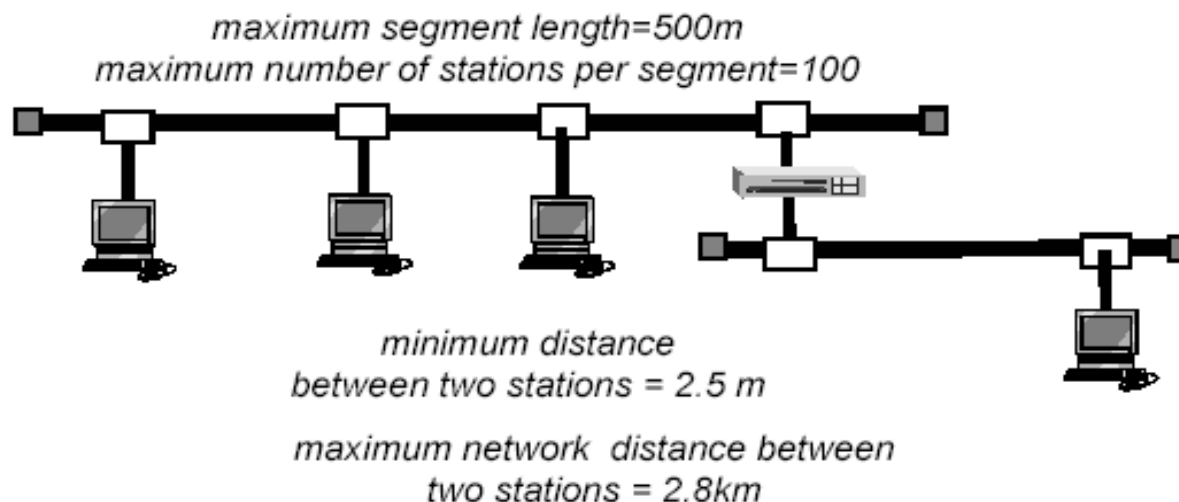 maximum segment length=500m
maximum number of stations per segment=100
minimum distance
between two stations = 2.5 m
maximum network distance between
two stations = 2.8km